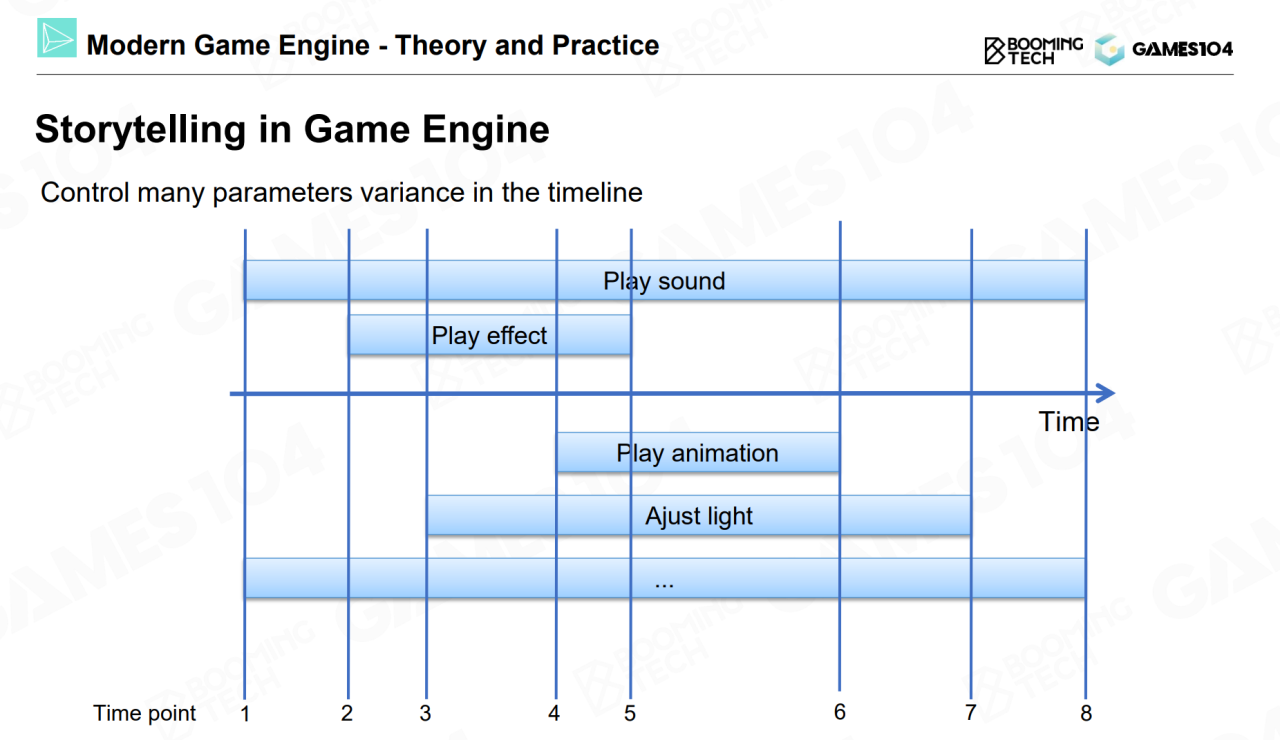 Modern Game Engine - Theory and Practice
BOOMING
TECH
GAMES104
Storytelling in Game Engine
Control many parameters variance in the timeline
Play sound
Play effect
Time
Play animation
Ajust light
...
Time point 1 2 3 4 5 6 7 8